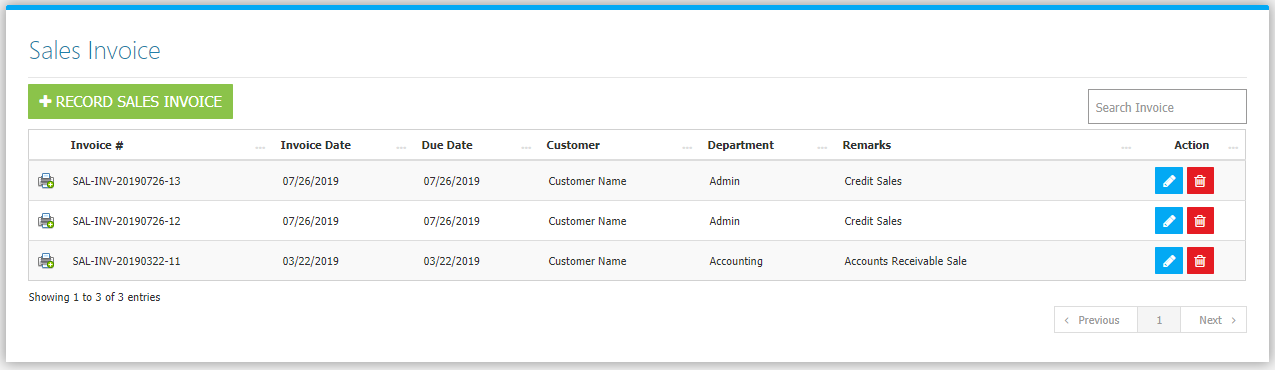 Sales Invoice
RECORD SALES INVOICE
Search Invoice
Invoice # ... Invoice Date ... Due Date ... Customer ... Department ... Remarks ... Action ...
SAL-INV-20190726-13 07/26/2019 07/26/2019 Customer Name Admin Credit Sales
SAL-INV-20190726-12 07/26/2019 07/26/2019 Customer Name Admin Credit Sales
SAL-INV-20190322-11 03/22/2019 03/22/2019 Customer Name Accounting Accounts Receivable Sale
Showing 1 to 3 of 3 entries
Previous 1 Next